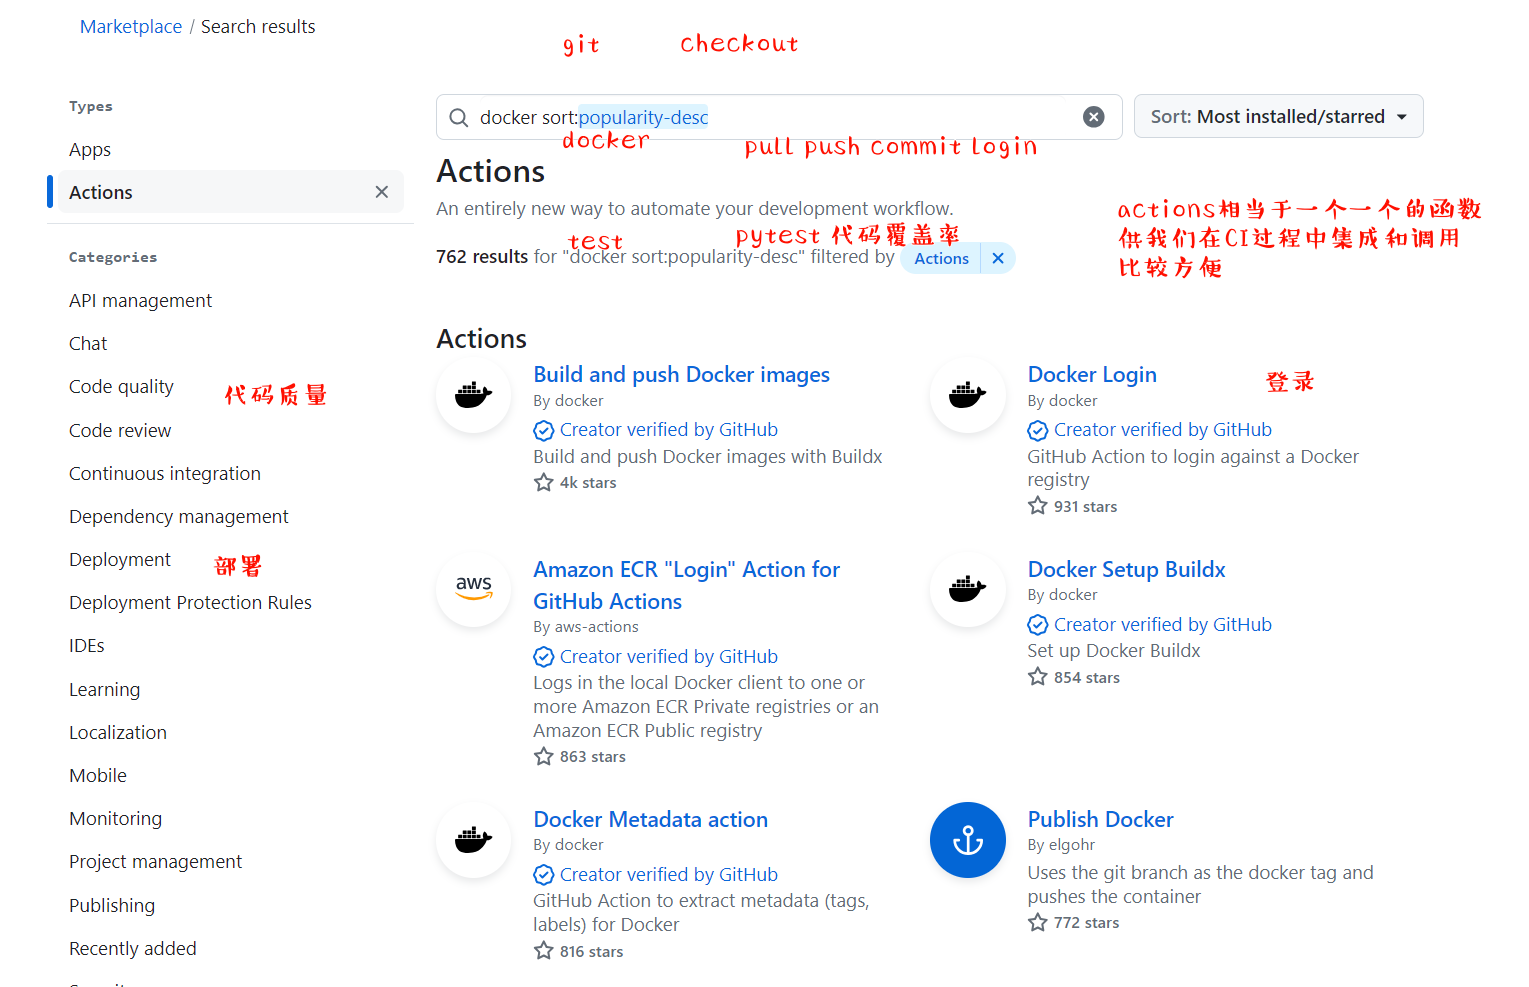 Marketplace / Search results
git checkout
Types
Apps
Actions
Categories
API management
Chat
Code quality
代码质量
Code review
Continuous integration
Dependency management
Deployment
部署
Deployment Protection Rules
IDEs
Learning
Localization
Mobile
Monitoring
Project management
Publishing
Recently added
docker sort:popularity-desc
Sort: Most installed/starred
docker pull push commit login
Actions
An entirely new way to automate your development workflow.
test pytest 代码覆盖率
762 results for "docker sort:popularity-desc" filtered by Actions
actions相当于一个一个的函数
供我们在CI过程中集成和调用
比较方便
Actions
Build and push Docker images
By docker
Creator verified by GitHub
Build and push Docker images with Buildx
4k stars
Docker Login
登录
By docker
Creator verified by GitHub
GitHub Action to login against a Docker
registry
931 stars
Amazon ECR "Login" Action for
GitHub Actions
By aws-actions
Creator verified by GitHub
Logs in the local Docker client to one or
more Amazon ECR Private registries or an
Amazon ECR Public registry
863 stars
aws
Docker Setup Buildx
By docker
Creator verified by GitHub
Set up Docker Buildx
854 stars
Docker Metadata action
By docker
Creator verified by GitHub
GitHub Action to extract metadata (tags,
labels) for Docker
816 stars
Publish Docker
By elgohr
Uses the git branch as the docker tag and
pushes the container
772 stars